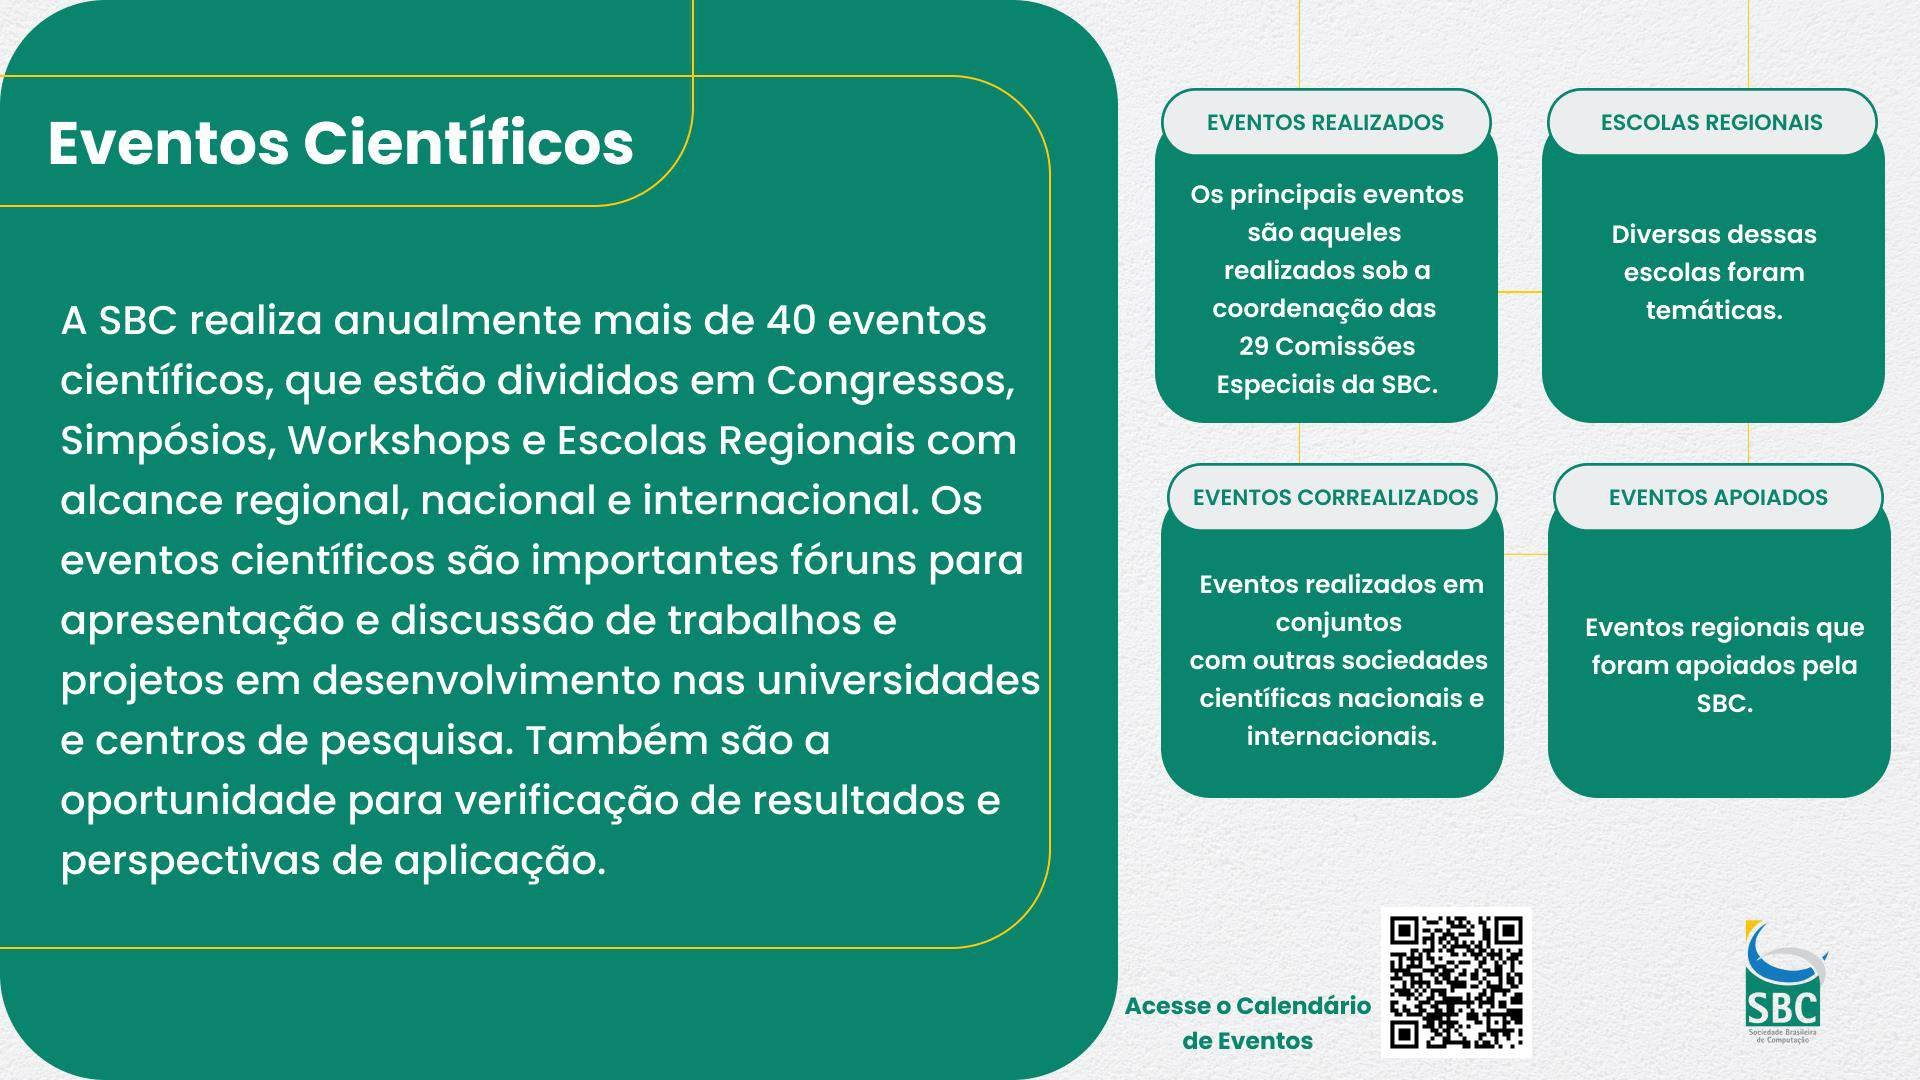 Eventos Científicos
A SBC realiza anualmente mais de 40 eventos
científicos, que estão divididos em Congressos,
Simpósios, Workshops e Escolas Regionais com
alcance regional, nacional e internacional. Os
eventos científicos são importantes fóruns para
apresentação e discussão de trabalhos e
projetos em desenvolvimento nas universidades
e centros de pesquisa. Também são a
oportunidade para verificação de resultados e
perspectivas de aplicação.
EVENTOS REALIZADOS
Os principais eventos
são aqueles
realizados sob a
coordenação das
29 Comissões
Especiais da SBC.
ESCOLAS REGIONAIS
Diversas dessas
escolas foram
temáticas.
EVENTOS CORREALIZADOS
Eventos realizados em
conjuntos
com outras sociedades
científicas nacionais e
internacionais.
EVENTOS APOIADOS
Eventos regionais que
foram apoiados pela
SBC.
Acesse o Calendário
de Eventos
SBC
Sociedade Brasileira
de Computação